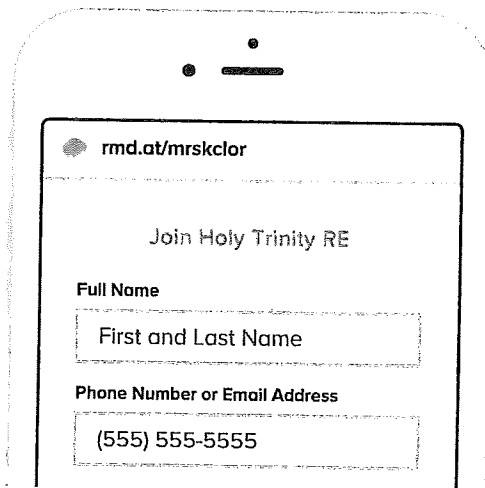 rmd.at/mrskclor
Join Holy Trinity RE
Full Name
First and Last Name
Phone Number or Email Address
(555) 555-5555